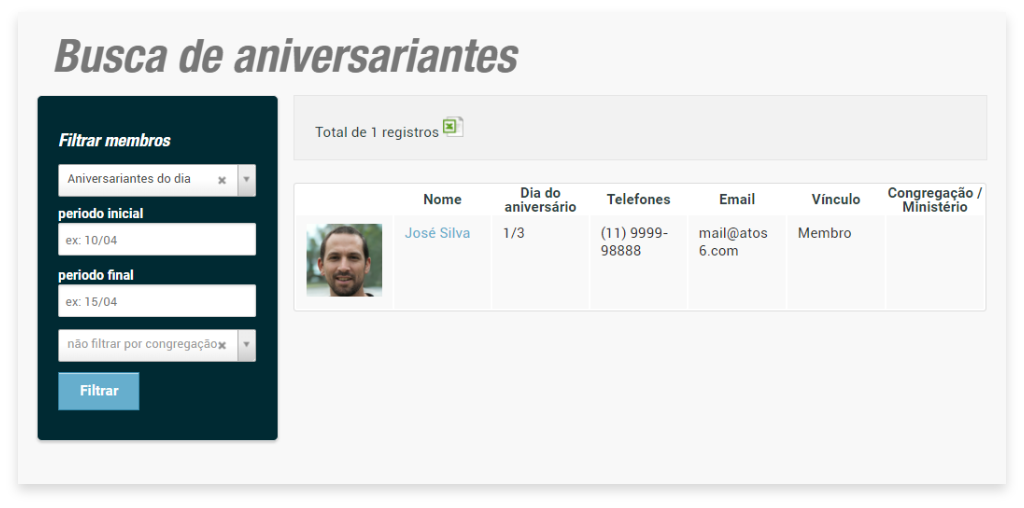 Busca de aniversariantes
Filtrar membros
Aniversariantes do dia
periodo inicial
ex: 10/04
periodo final
ex: 15/04
não filtrar por congregação
Filtrar
Total de 1 registros
Nome
Dia do
aniversário
Telefones
Email
Vínculo
Congregação /
Ministério
José Silva
1/3
(11) 9999-
98888
mail@atos
6.com
Membro